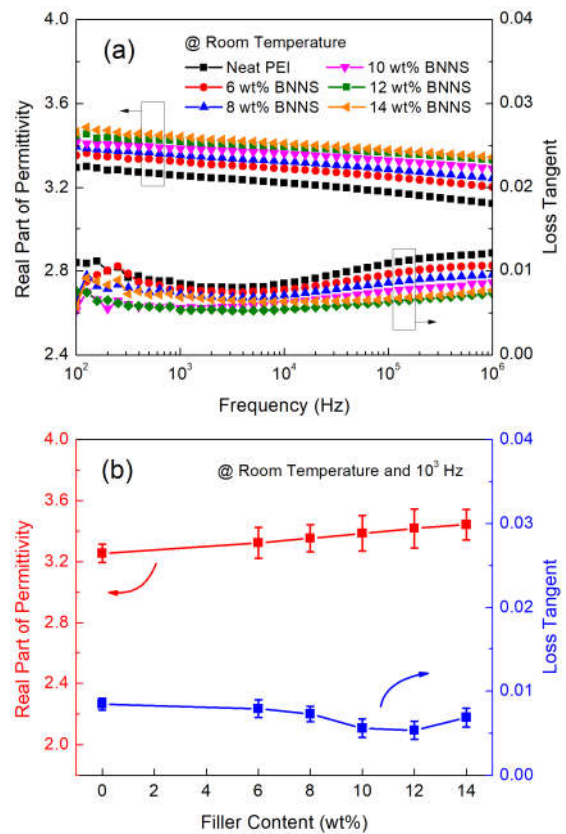 (a)
@ Room Temperature
Neat PEI
10 wt% BNNS
6 wt% BNNS
12 wt% BNNS
8 wt% BNNS
14 wt% BNNS
Real Part of Permittivity
4.0
3.6
3.2
2.8
2.4
Loss Tangent
0.04
0.03
0.02
0.01
0.00
10² 10³ 10⁴ 10⁵ 10⁶
Frequency (Hz)
(b)
@ Room Temperature and 10³ Hz
Real Part of Permittivity
4.0
3.6
3.2
2.8
2.4
2.0
Loss Tangent
0.04
0.03
0.02
0.01
0.00
0 2 4 6 8 10 12 14
Filler Content (wt%)